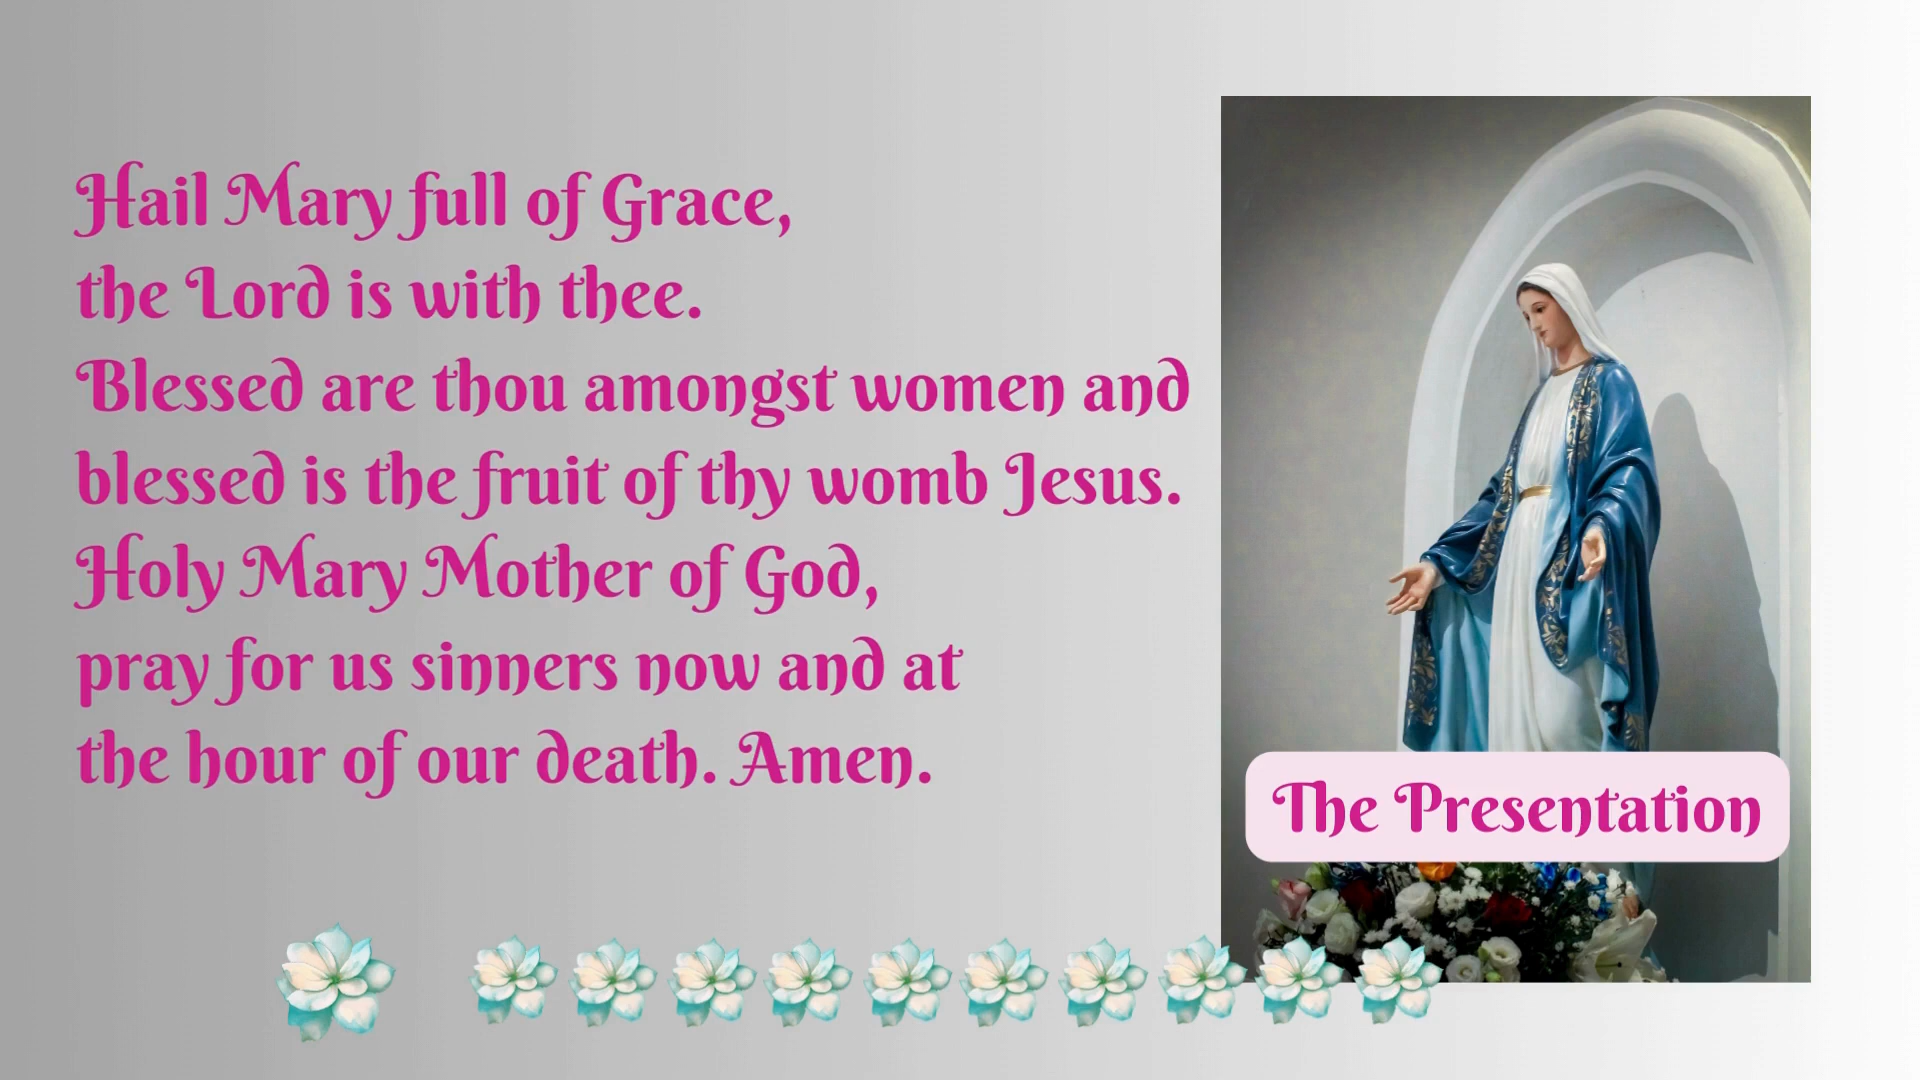 Hail Mary full of Grace,
the Lord is with thee.
Blessed are thou amongst women and
blessed is the fruit of thy womb Jesus.
Holy Mary Mother of God,
pray for us sinners now and at
the hour of our death. Amen.
The Presentation